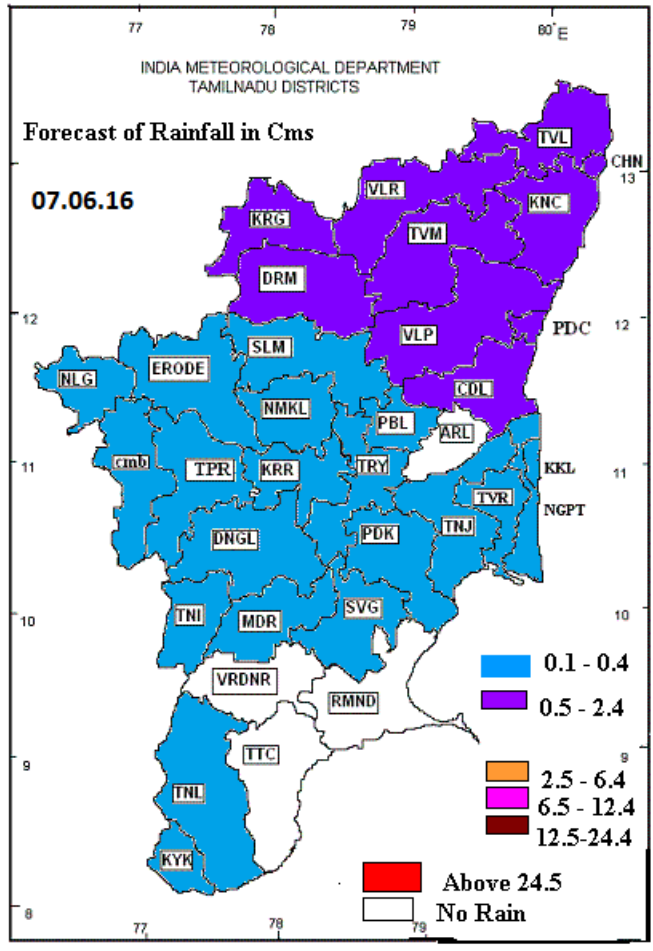 77 78 79 80°E
INDIA METEOROLOGICAL DEPARTMENT
TAMILNADU DISTRICTS
Forecast of Rainfall in Cms
TVL
CHN
13
07.06.16
VLR
KNC
KRG
TVM
DRM
12
12
VLP
PDC
SLM
ERODE
NLG
CDL
NMKL
PBL
ARL
11
cmb
TPR
KRR
TRY
KKL
11
TVR
NGPT
DNGL
PDK
TNJ
10
TNI
MDR
SVG
10
0.1 - 0.4
VRDNR
RMND
0.5 - 2.4
TTC
9
9
2.5 - 6.4
TNL
6.5 - 12.4
12.5-24.4
KYK
Above 24.5
No Rain
8
77 78 79